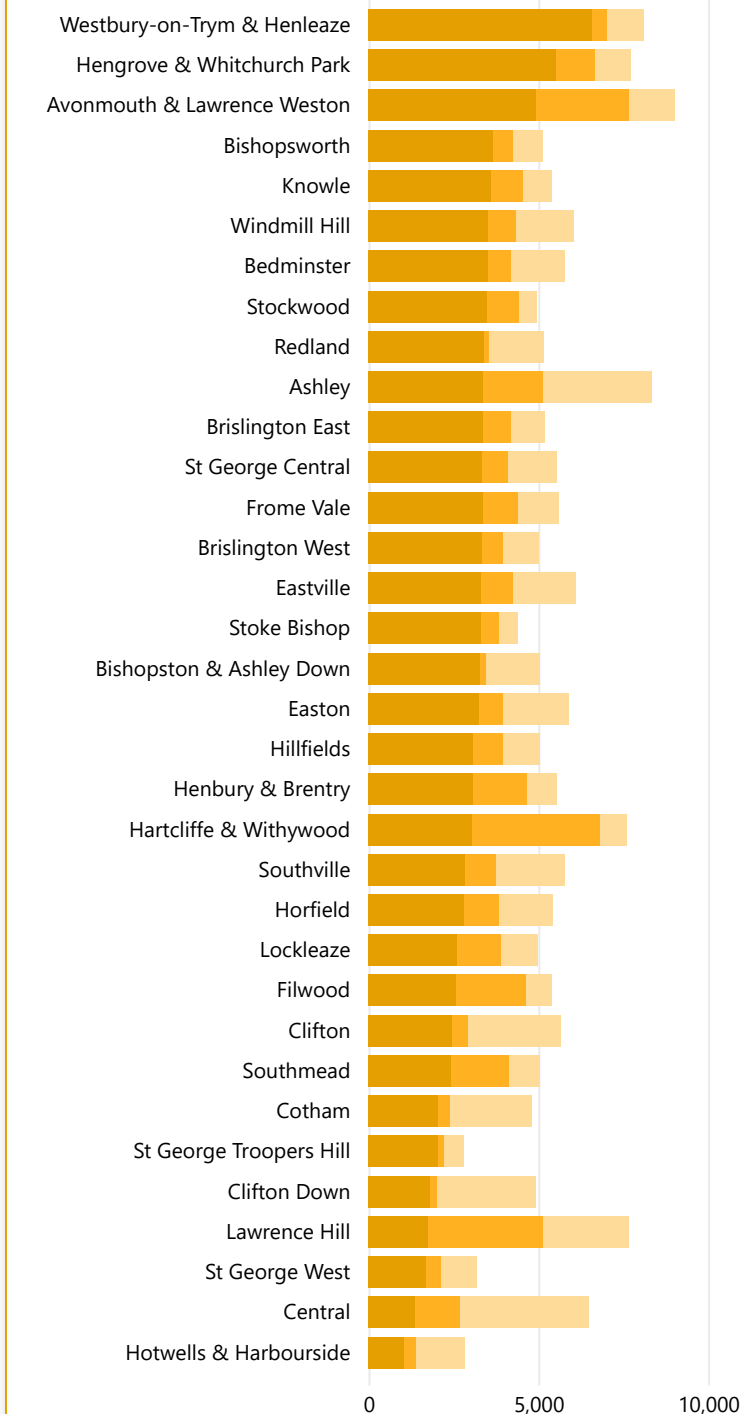 Westbury-on-Trym & Henleaze
Hengrove & Whitchurch Park
Avonmouth & Lawrence Weston
Bishopsworth
Knowle
Windmill Hill
Bedminster
Stockwood
Redland
Ashley
Brislington East
St George Central
Frome Vale
Brislington West
Eastville
Stoke Bishop
Bishopston & Ashley Down
Easton
Hillfields
Henbury & Brentry
Hartcliffe & Withywood
Southville
Horfield
Lockleaze
Filwood
Clifton
Southmead
Cotham
St George Troopers Hill
Clifton Down
Lawrence Hill
St George West
Central
Hotwells & Harbourside
0 5,000 10,000